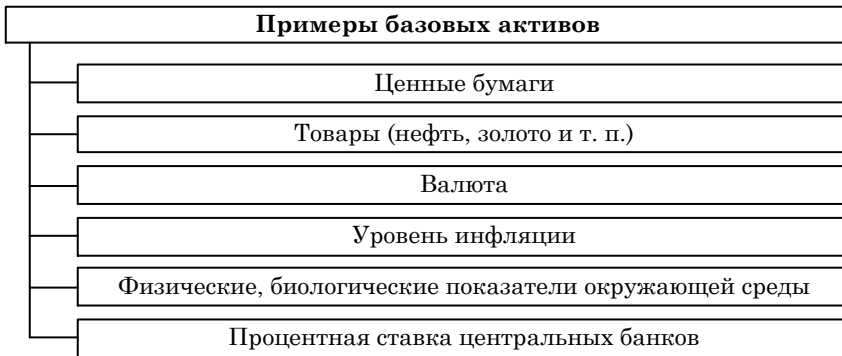 Примеры базовых активов
Ценные бумаги
Товары (нефть, золото и т. п.)
Валюта
Уровень инфляции
Физические, биологические показатели окружающей среды
Процентная ставка центральных банков